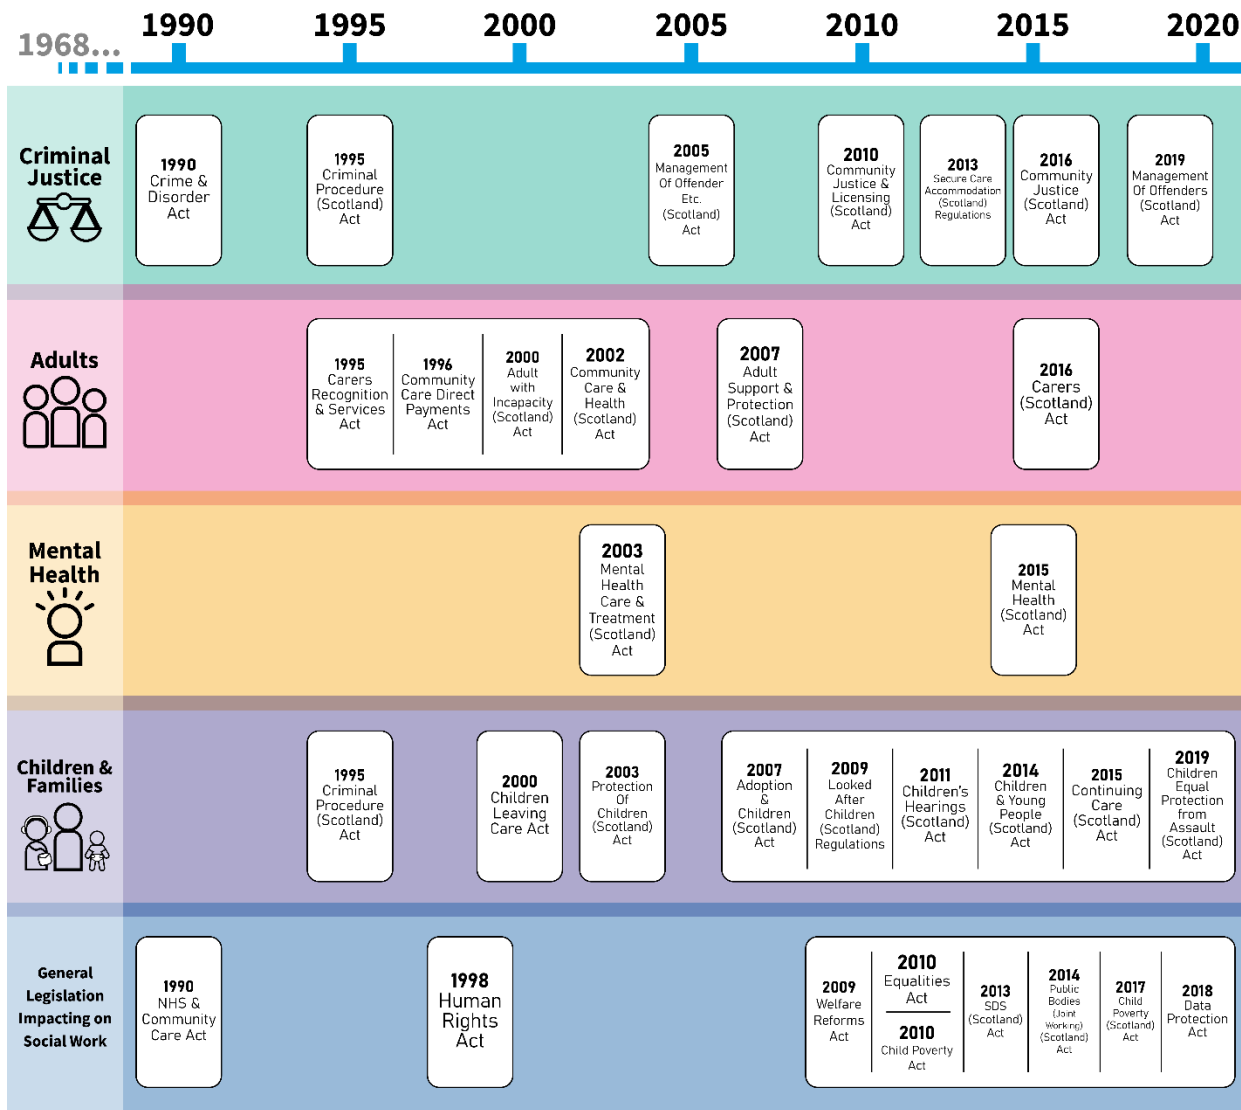 1968...
1990
1995
2000
2005
2010
2015
2020
Criminal
Justice
1990
Crime &
Disorder
Act
1995
Criminal
Procedure
(Scotland)
Act
2005
Management
Of Offender
Etc.
(Scotland)
Act
2010
Community
Justice &
Licensing
(Scotland)
Act
2013
Secure Care
Accommodation
(Scotland)
Regulations
2016
Community
Justice
(Scotland)
Act
2019
Management
Of Offenders
(Scotland)
Act
Adults
1995
Carers
Recognition
& Services
Act
1996
Community
Care Direct
Payments
Act
2000
Adult
with
Incapacity
(Scotland)
Act
2002
Community
Care &
Health
(Scotland)
Act
2007
Adult
Support &
Protection
(Scotland)
Act
2016
Carers
(Scotland)
Act
Mental
Health
2003
Mental
Health
Care &
Treatment
(Scotland)
Act
2015
Mental
Health
(Scotland)
Act
Children &
Families
1995
Criminal
Procedure
(Scotland)
Act
2000
Children
Leaving
Care Act
2003
Protection
Of
Children
(Scotland)
Act
2007
Adoption
&
Children
(Scotland)
Act
2009
Looked
After
Children
(Scotland)
Regulations
2011
Children's
Hearings
(Scotland)
Act
2014
Children
& Young
People
(Scotland)
Act
2015
Continuing
Care
(Scotland)
Act
2019
Children
Equal
Protection
from
Assault
(Scotland)
Act
General
Legislation
Impacting on
Social Work
1990
NHS &
Community
Care Act
1998
Human
Rights
Act
2009
Welfare
Reforms
Act
2010
Equalities
Act
2010
Child Poverty
Act
2013
SDS
(Scotland)
Act
2014
Public
Bodies
(Joint
Working)
(Scotland)
Act
2017
Child
Poverty
(Scotland)
Act
2018
Data
Protection
Act